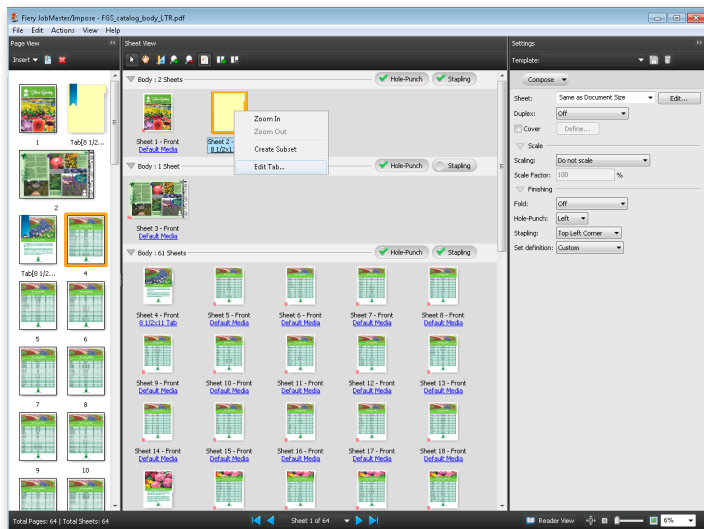 Fiery JobMaster/Impose - FGS_catalog_body_LTR.pdf
File Edit Actions View Help
Page View
Sheet View
Settings
Insert
Template:
Body : 2 Sheets
Hole-Punch
Stapling
Compose
Sheet:
Same as Document Size
Edit...
Duplex:
Off
Cover
Define...
Scale
Scaling:
Do not scale
Scale Factor:
100
%
Finishing
Fold:
Off
Hole-Punch:
Left
Stapling:
Top Left Corner
Set definition:
Custom
1
Tab[8 1/2...
2
Tab[8 1/2...
4
5
6
7
8
9
10
Sheet 1 - Front
Default Media
Sheet 2 -
8 1/2x11
Zoom In
Zoom Out
Create Subset
Edit Tab...
Body : 1 Sheet
Hole-Punch
Stapling
Sheet 3 - Front
Default Media
Body : 61 Sheets
Hole-Punch
Stapling
Sheet 4 - Front
8 1/2x11 Tab
Sheet 5 - Front
Default Media
Sheet 6 - Front
Default Media
Sheet 7 - Front
Default Media
Sheet 8 - Front
Default Media
Sheet 9 - Front
Default Media
Sheet 10 - Front
Default Media
Sheet 11 - Front
Default Media
Sheet 12 - Front
Default Media
Sheet 13 - Front
Default Media
Sheet 14 - Front
Default Media
Sheet 15 - Front
Default Media
Sheet 16 - Front
Default Media
Sheet 17 - Front
Default Media
Sheet 18 - Front
Default Media
Total Pages: 64 | Total Sheets: 64
Sheet 1 of 64
Reader View
6%